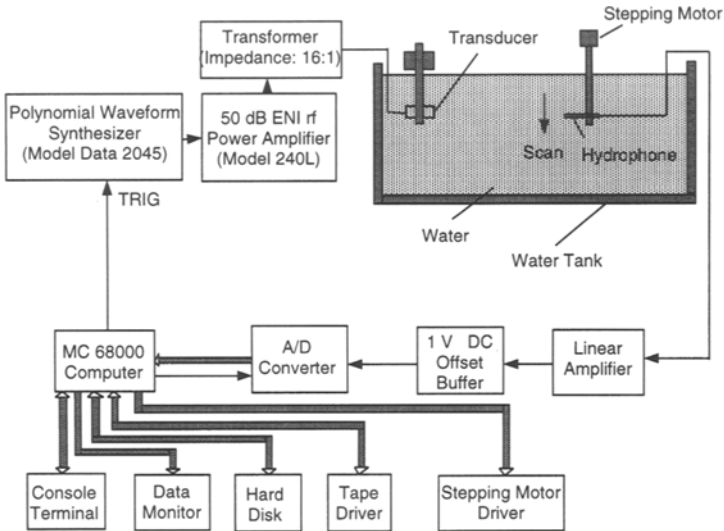 Stepping Motor
Transformer
(Impedance: 16:1)
Transducer
Polynomial Waveform
Synthesizer
(Model Data 2045)
50 dB ENI rf
Power Amplifier
(Model 240L)
Scan
Hydrophone
TRIG
Water
Water Tank
MC 68000
Computer
A/D
Converter
1 V DC
Offset
Buffer
Linear
Amplifier
Console
Terminal
Data
Monitor
Hard
Disk
Tape
Driver
Stepping Motor
Driver